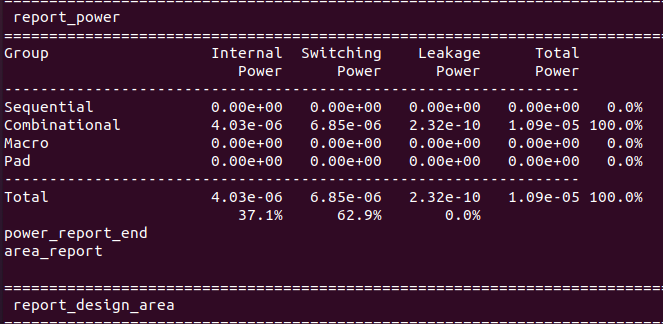 ===========================================================================
 report_power
===========================================================================
Group                  Internal  Switching    Leakage      Total
                          Power      Power      Power      Power
----------------------------------------------------------------
Sequential             0.00e+00   0.00e+00   0.00e+00   0.00e+00   0.0%
Combinational          4.03e-06   6.85e-06   2.32e-10   1.09e-05 100.0%
Macro                  0.00e+00   0.00e+00   0.00e+00   0.00e+00   0.0%
Pad                    0.00e+00   0.00e+00   0.00e+00   0.00e+00   0.0%
----------------------------------------------------------------
Total                  4.03e-06   6.85e-06   2.32e-10   1.09e-05 100.0%
                          37.1%      62.9%       0.0%
power_report_end
area_report

===========================================================================
 report_design_area
===========================================================================